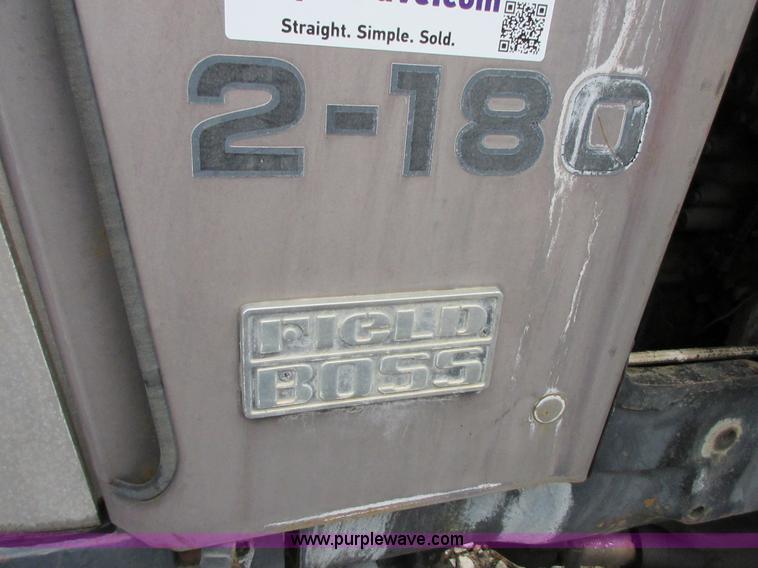 Straight. Simple. Sold.
2-180
FIELD
BOSS
www.purplewave.com